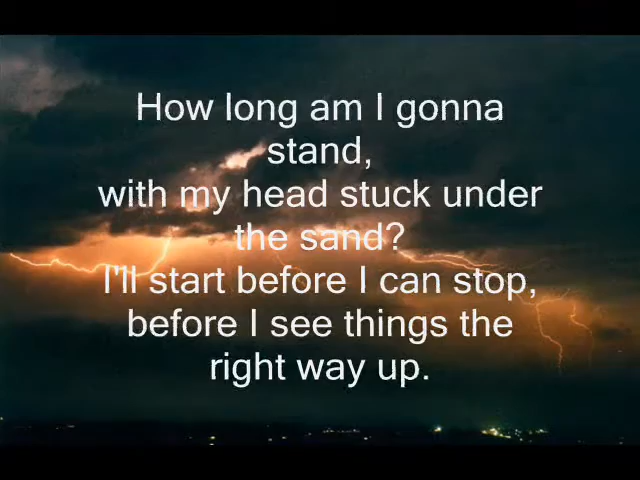 How long am I gonna
stand,
with my head stuck under
the sand?
I'll start before I can stop,
before I see things the
right way up.